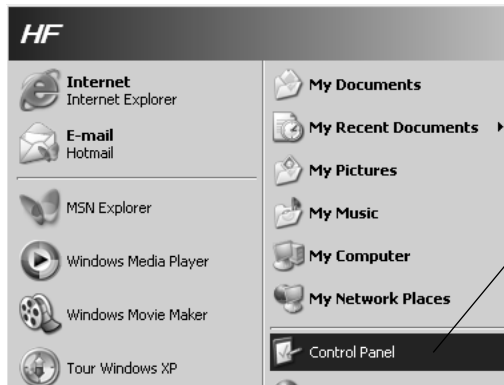 HF
Internet
Internet Explorer
E-mail
Hotmail
MSN Explorer
Windows Media Player
Windows Movie Maker
Tour Windows XP
My Documents
My Recent Documents
My Pictures
My Music
My Computer
My Network Places
Control Panel